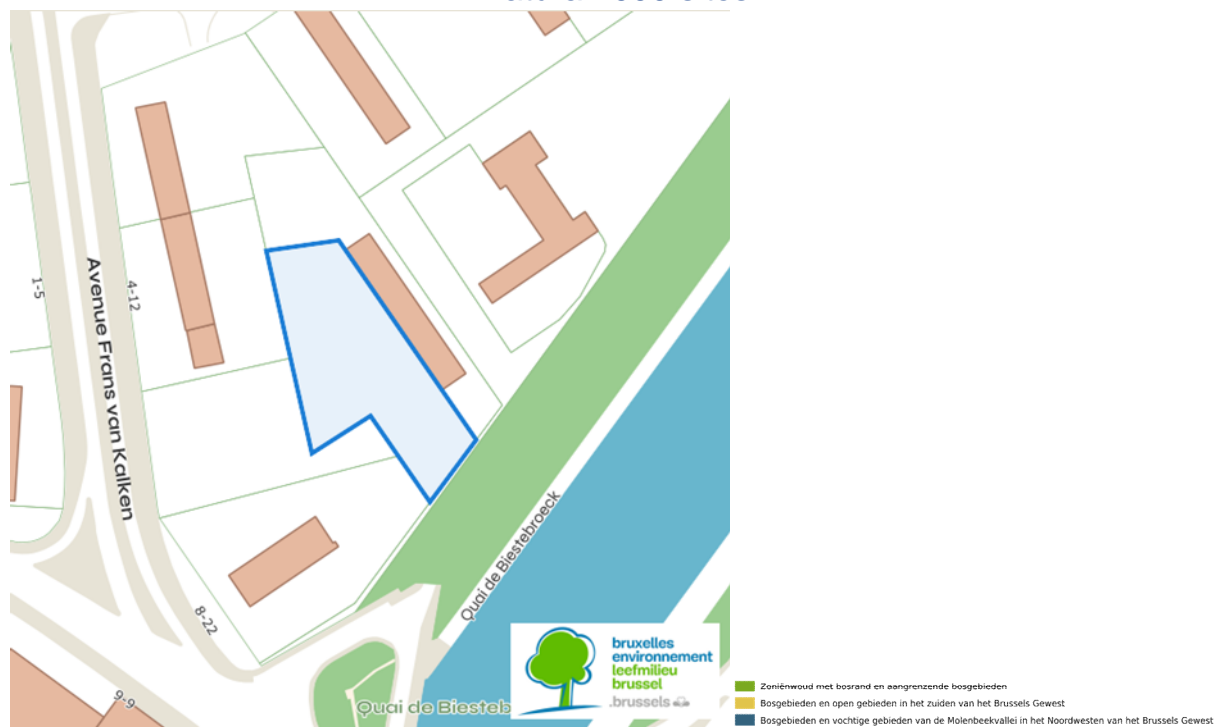 Avenue Frans van Kalken
1-5
4-12
8-22
9-9
Quai de Biestebroeck
Quai de Biesteb
bruxelles
environnement
leefmilieu
brussel
.brussels
Zoniënwoud met bosrand en aangrenzende bosgebieden
Bosgebieden en open gebieden in het zuiden van het Brussels Gewest
Bosgebieden en vochtige gebieden van de Molenbeekvallei in het Noordwesten van het Brussels Gewest